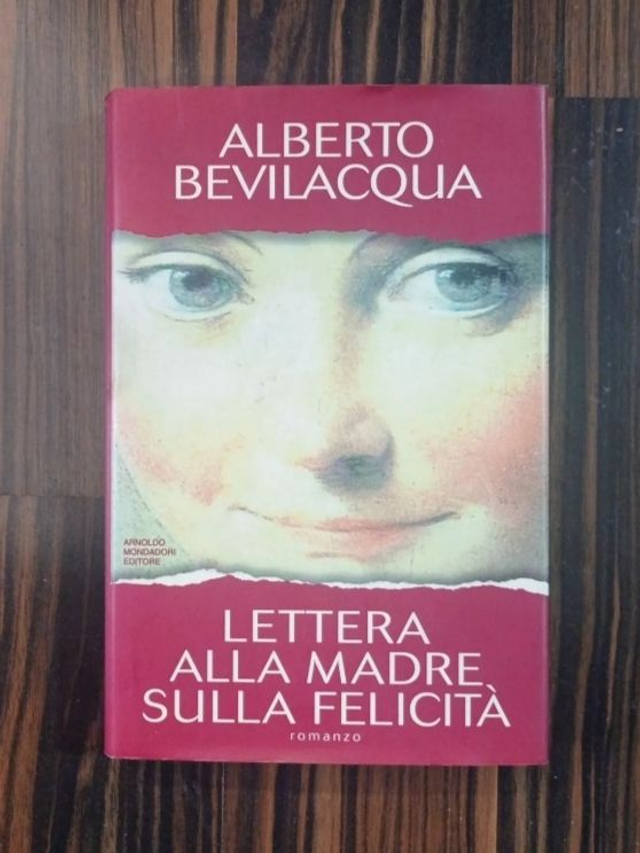 ALBERTO
BEVILACQUA
ARNOLDO
MONDADORI
EDITORE
LETTERA
ALLA MADRE
SULLA FELICITÀ
romanzo